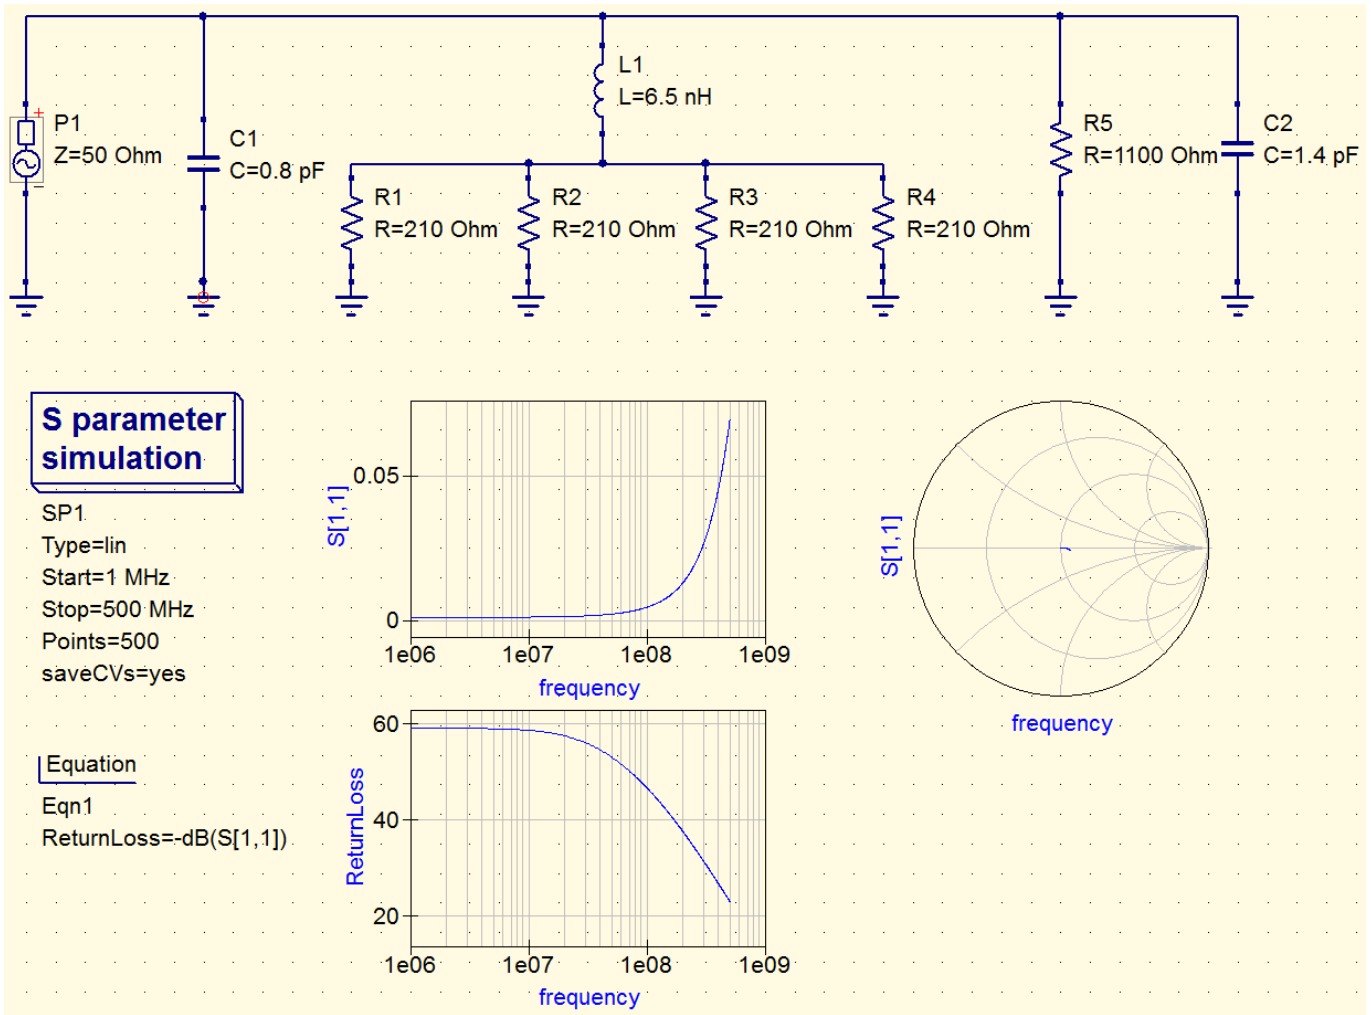 P1
Z=50 Ohm
C1
C=0.8 pF
L1
L=6.5 nH
R1
R=210 Ohm
R2
R=210 Ohm
R3
R=210 Ohm
R4
R=210 Ohm
R5
R=1100 Ohm
C2
C=1.4 pF
S parameter
simulation
SP1
Type=lin
Start=1 MHz
Stop=500 MHz
Points=500
saveCVs=yes
Equation
Eqn1
ReturnLoss=-dB(S[1,1])
S[1,1]
0.05
0
1e06 1e07 1e08 1e09
frequency
ReturnLoss
60
40
20
1e06 1e07 1e08 1e09
frequency
S[1,1]
frequency